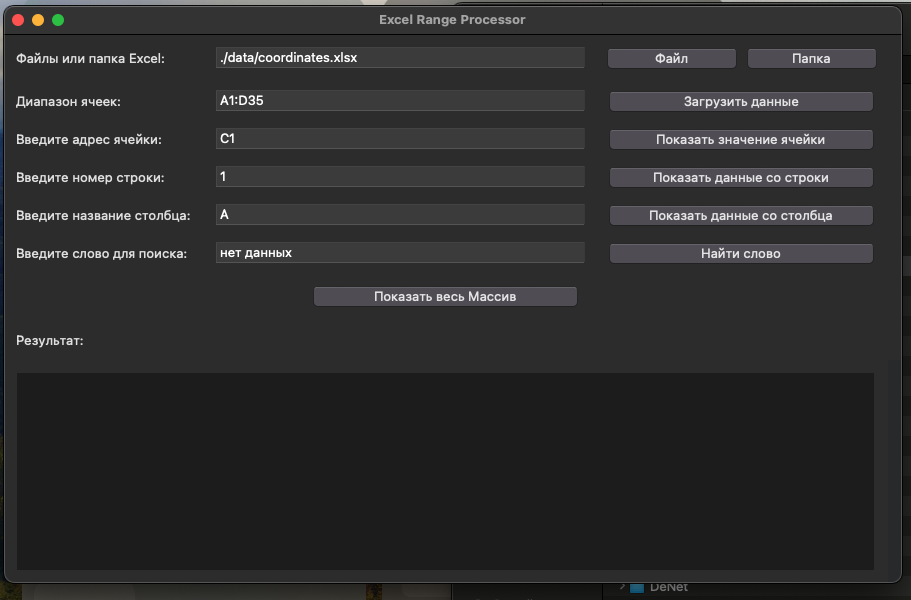 Excel Range Processor
Файлы или папка Excel: ./data/coordinates.xlsx Файл Папка
Диапазон ячеек: A1:D35 Загрузить данные
Введите адрес ячейки: C1 Показать значение ячейки
Введите номер строки: 1 Показать данные со строки
Введите название столбца: A Показать данные со столбца
Введите слово для поиска: нет данных Найти слово
Показать весь Массив
Результат:
DeNet